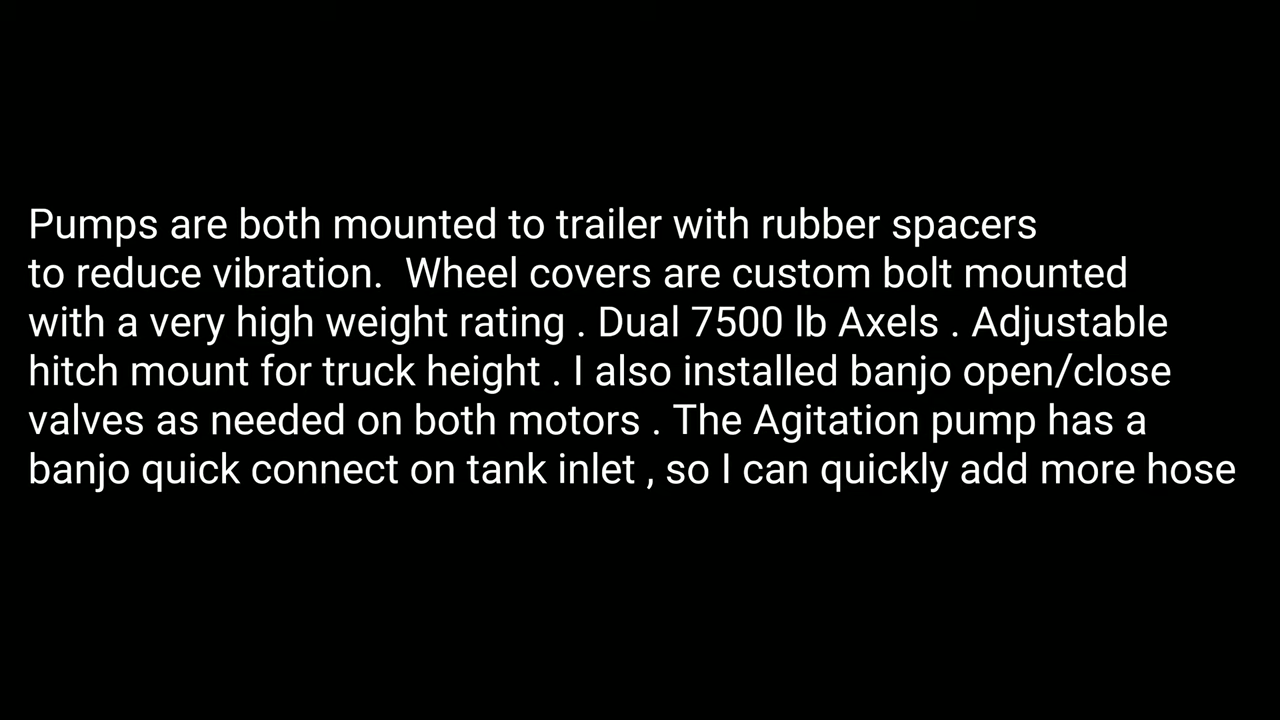 Pumps are both mounted to trailer with rubber spacers
to reduce vibration.  Wheel covers are custom bolt mounted
with a very high weight rating . Dual 7500 lb Axels . Adjustable
hitch mount for truck height . I also installed banjo open/close
valves as needed on both motors . The Agitation pump has a
banjo quick connect on tank inlet , so I can quickly add more hose